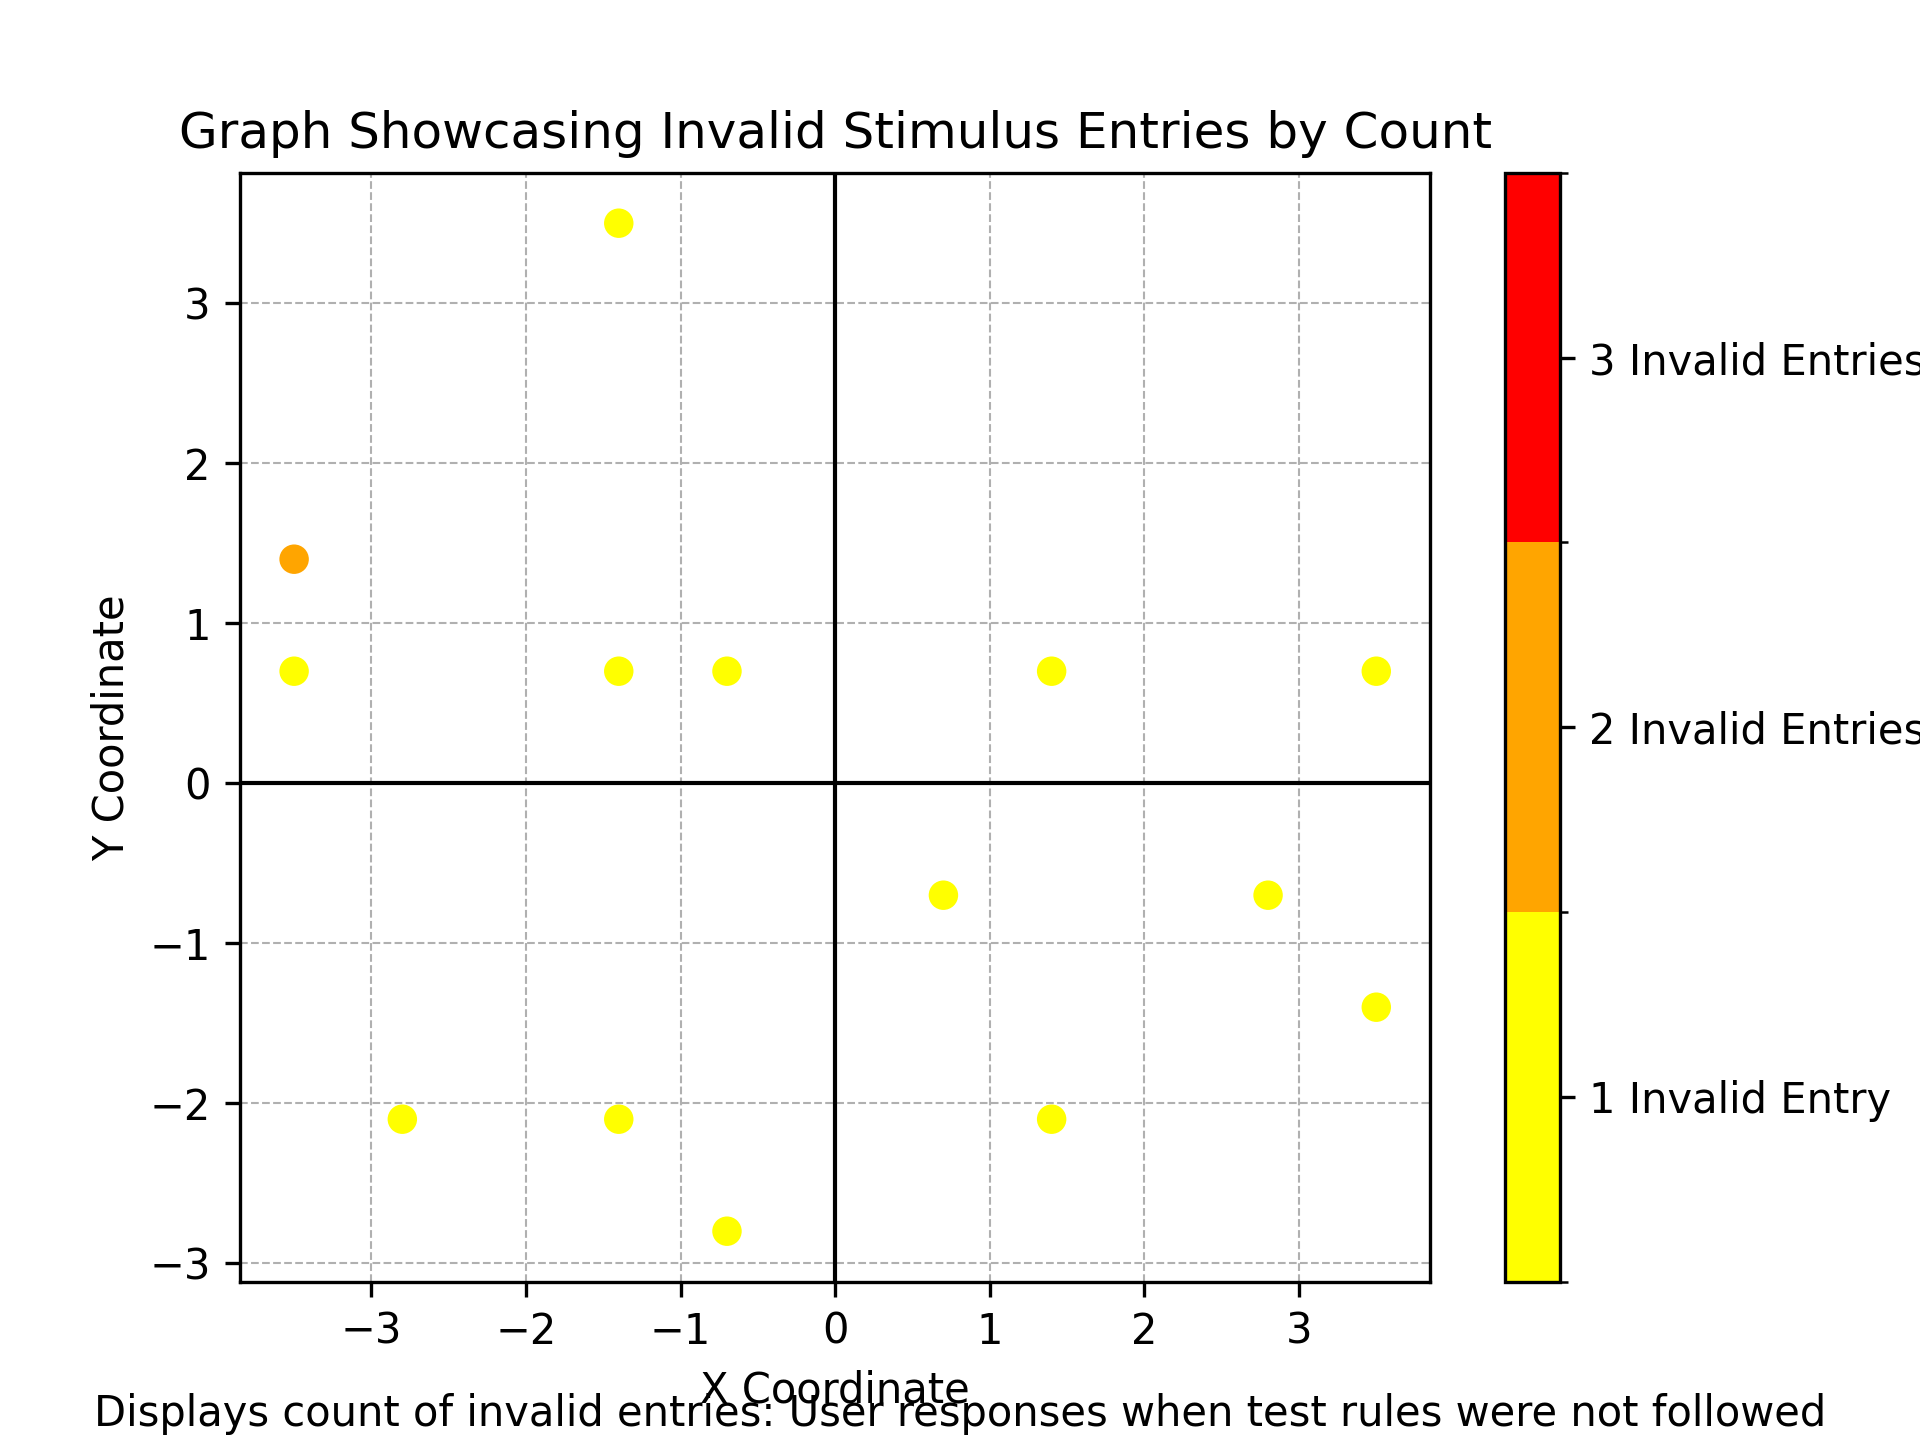 Graph Showcasing Invalid Stimulus Entries by Count
3
2
1
0
−1
−2
−3
Y Coordinate
−3 −2 −1 0 1 2 3
X Coordinate
3 Invalid Entries
2 Invalid Entries
1 Invalid Entry
Displays count of invalid entries: User responses when test rules were not followed